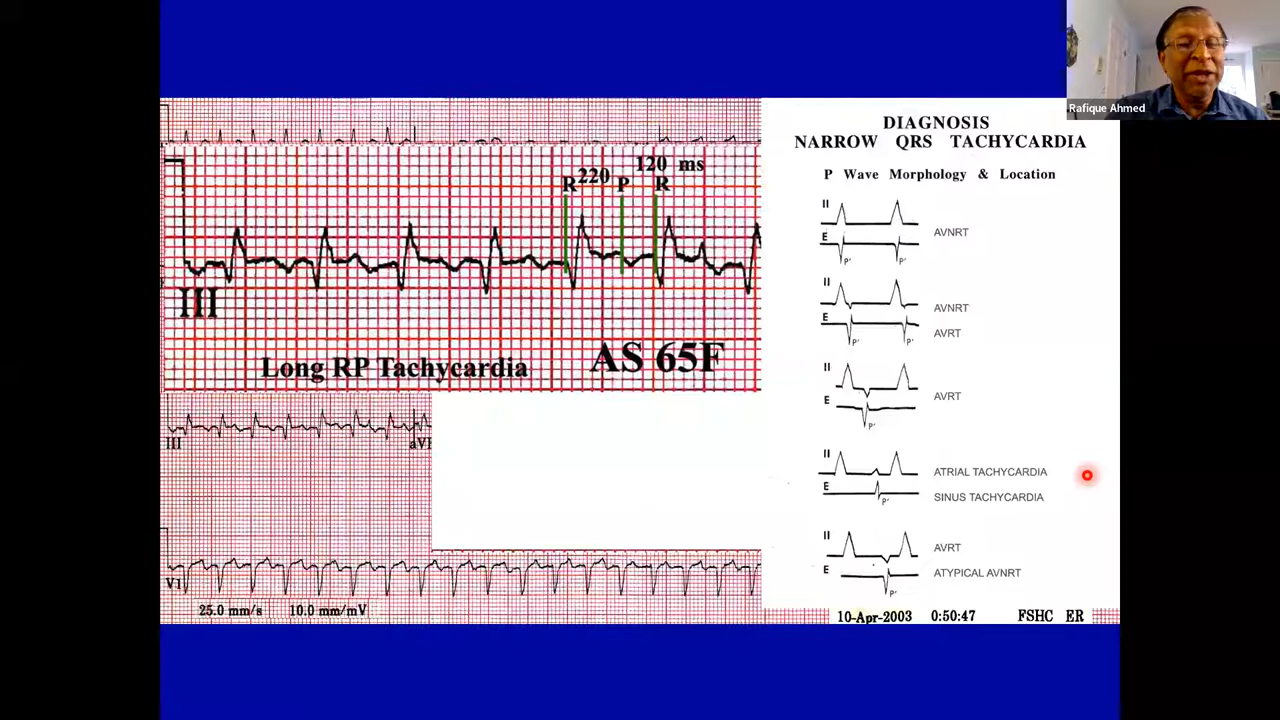 Rafique Ahmed
R 220 P 120 ms R
III
Long RP Tachycardia
AS 65F
III
aV
V1
25.0 mm/s 10.0 mm/mV
DIAGNOSIS
NARROW QRS TACHYCARDIA
P Wave Morphology & Location
II
E
P'
P'
AVNRT
II
E
P'
P'
AVNRT
AVRT
II
E
P'
AVRT
II
E
P'
ATRIAL TACHYCARDIA
SINUS TACHYCARDIA
II
E
P'
AVRT
ATYPICAL AVNRT
10-Apr-2003 0:50:47 FSHC ER